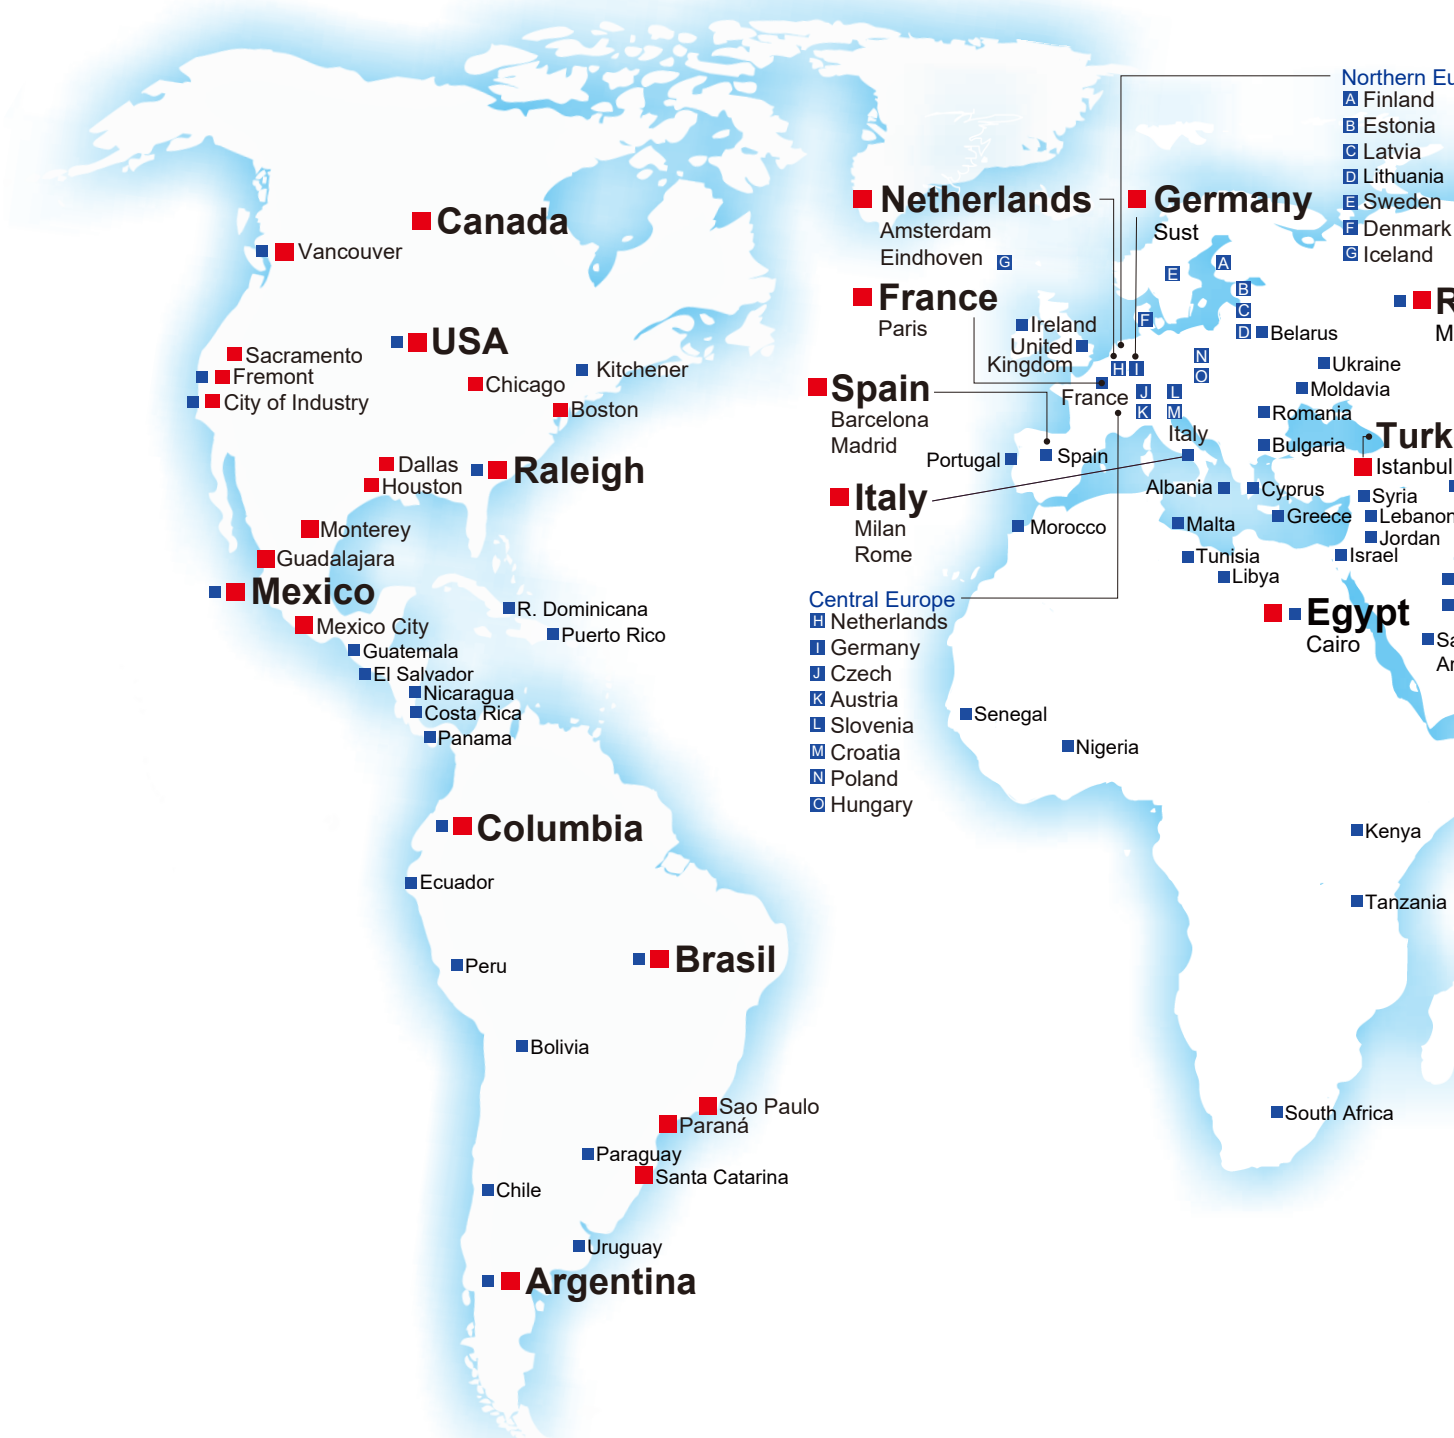 Canada
Vancouver
USA
Sacramento
Fremont
City of Industry
Kitchener
Chicago
Boston
Dallas
Houston
Raleigh
Monterey
Guadalajara
Mexico
Mexico City
R. Dominicana
Puerto Rico
Guatemala
El Salvador
Nicaragua
Costa Rica
Panama
Columbia
Ecuador
Peru
Brasil
Bolivia
Sao Paulo
Paraná
Paraguay
Santa Catarina
Chile
Uruguay
Argentina
Netherlands
Amsterdam
Eindhoven
Germany
Sust
France
Paris
Spain
Barcelona
Madrid
Italy
Milan
Rome
Northern Eu
A Finland
B Estonia
C Latvia
D Lithuania
E Sweden
F Denmark
G Iceland
G
E
A
B
C
D
F
N
O
H I
J L
K M
Ireland
United
Kingdom
France
Portugal
Spain
Italy
Belarus
Ukraine
Moldavia
Romania
Bulgaria
R
M
Turk
Istanbul
Albania
Cyprus
Syria
Malta
Greece
Lebanon
Jordan
Morocco
Tunisia
Israel
Libya
Egypt
Cairo
Sa
Ar
Central Europe
H Netherlands
I Germany
J Czech
K Austria
L Slovenia
M Croatia
N Poland
O Hungary
Senegal
Nigeria
Kenya
Tanzania
South Africa